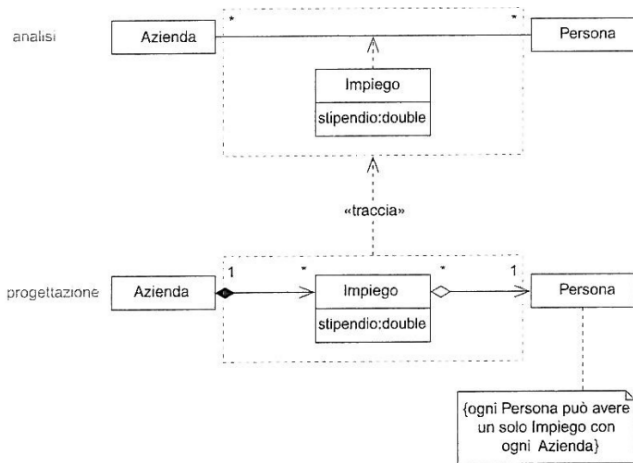 analisi
Azienda
*
*
Persona
Impiego
stipendio:double
«traccia»
progettazione
Azienda
1
*
Impiego
stipendio:double
*
1
Persona
{ogni Persona può avere
un solo Impiego con
ogni Azienda}